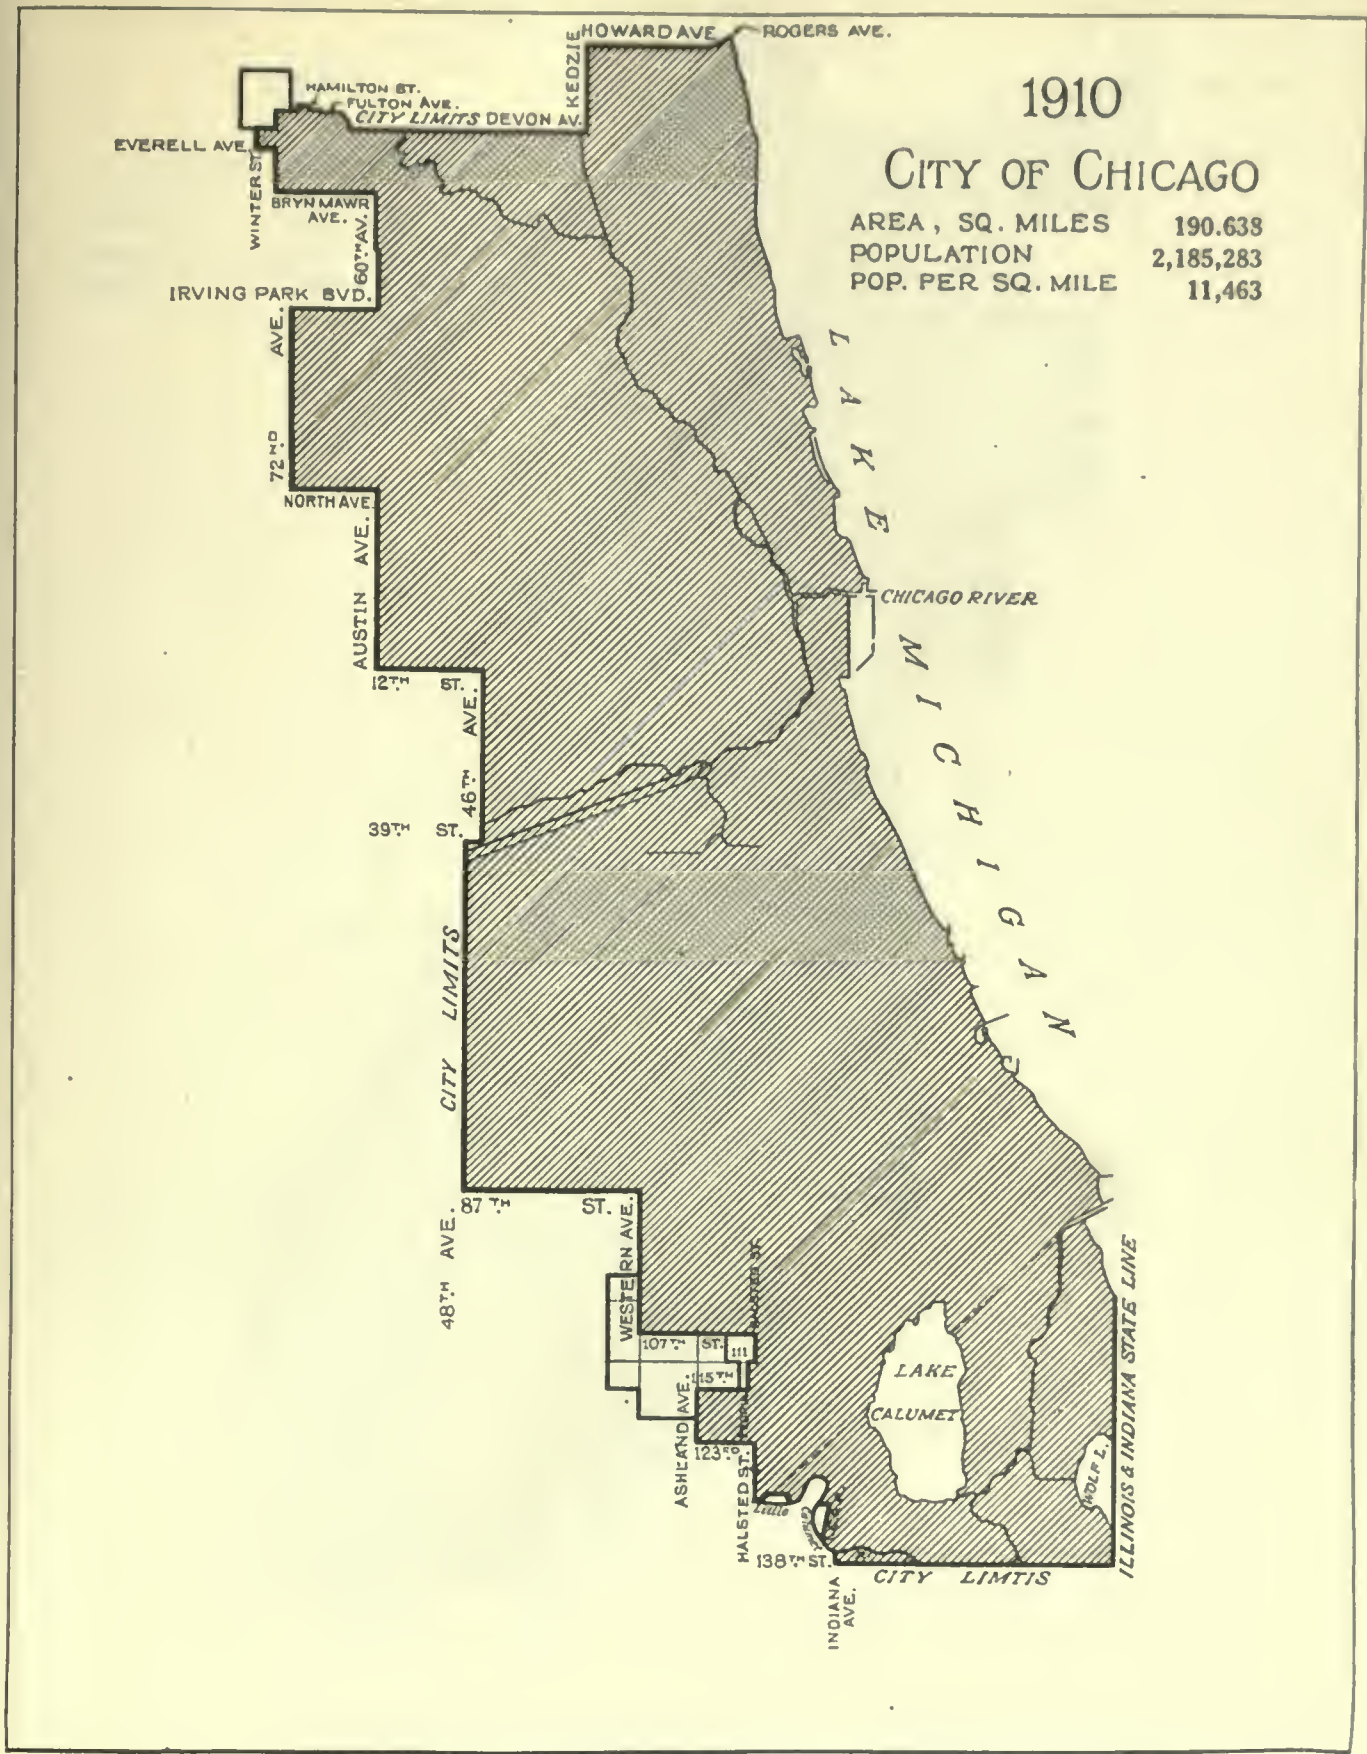 HOWARD AVE
ROGERS AVE.
KEDZIE
HAMILTON ST.
FULTON AVE.
CITY LIMITS DEVON AV.
EVERELL AVE.
WINTER ST.
BRYN MAWR
AVE.
60TH AV.
IRVING PARK BVD.
1910
CITY OF CHICAGO
AREA, SQ. MILES 190.638
POPULATION 2,185,283
POP. PER SQ. MILE 11,463
72ND AVE.
NORTH AVE.
AUSTIN AVE.
LAKE MICHIGAN
CHICAGO RIVER
12TH ST.
46TH AVE.
39TH ST.
CITY LIMITS
87TH ST.
48TH AVE.
WESTERN AVE.
HALSTED ST.
107TH ST.
111
115TH
ASHLAND AVE.
123RD
HALSTED ST.
Little
138TH ST.
INDIANA
AVE.
LAKE
CALUMET
WOLF L.
CITY LIMTIS
ILLINOIS & INDIANA STATE LINE